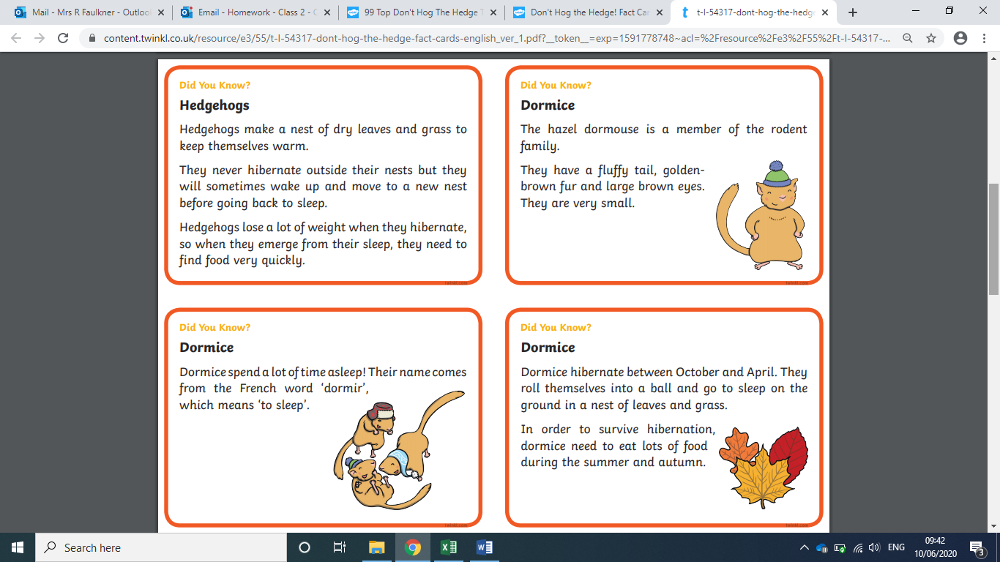 Mail - Mrs R Faulkner - Outlook
Email - Homework - Class 2 - C
99 Top Don't Hog The Hedge T
Don't Hog the Hedge! Fact Car
t-l-54317-dont-hog-the-hedge
content.twinkl.co.uk/resource/e3/55/t-l-54317-dont-hog-the-hedge-fact-cards-english_ver_1.pdf?__token__=exp=1591778748~acl=%2Fresource%2Fe3%2F55%2Ft-l-54317-...
Did You Know?
Hedgehogs
Hedgehogs make a nest of dry leaves and grass to
keep themselves warm.
They never hibernate outside their nests but they
will sometimes wake up and move to a new nest
before going back to sleep.
Hedgehogs lose a lot of weight when they hibernate,
so when they emerge from their sleep, they need to
find food very quickly.
twinkl.com
Did You Know?
Dormice
The hazel dormouse is a member of the rodent
family.
They have a fluffy tail, golden-
brown fur and large brown eyes.
They are very small.
twinkl.com
Did You Know?
Dormice
Dormice spend a lot of time asleep! Their name comes
from the French word ‘dormir’,
which means ‘to sleep’.
twinkl.com
Did You Know?
Dormice
Dormice hibernate between October and April. They
roll themselves into a ball and go to sleep on the
ground in a nest of leaves and grass.
In order to survive hibernation,
dormice need to eat lots of food
during the summer and autumn.
twinkl.com
Search here
ENG
09:42
10/06/2020
3